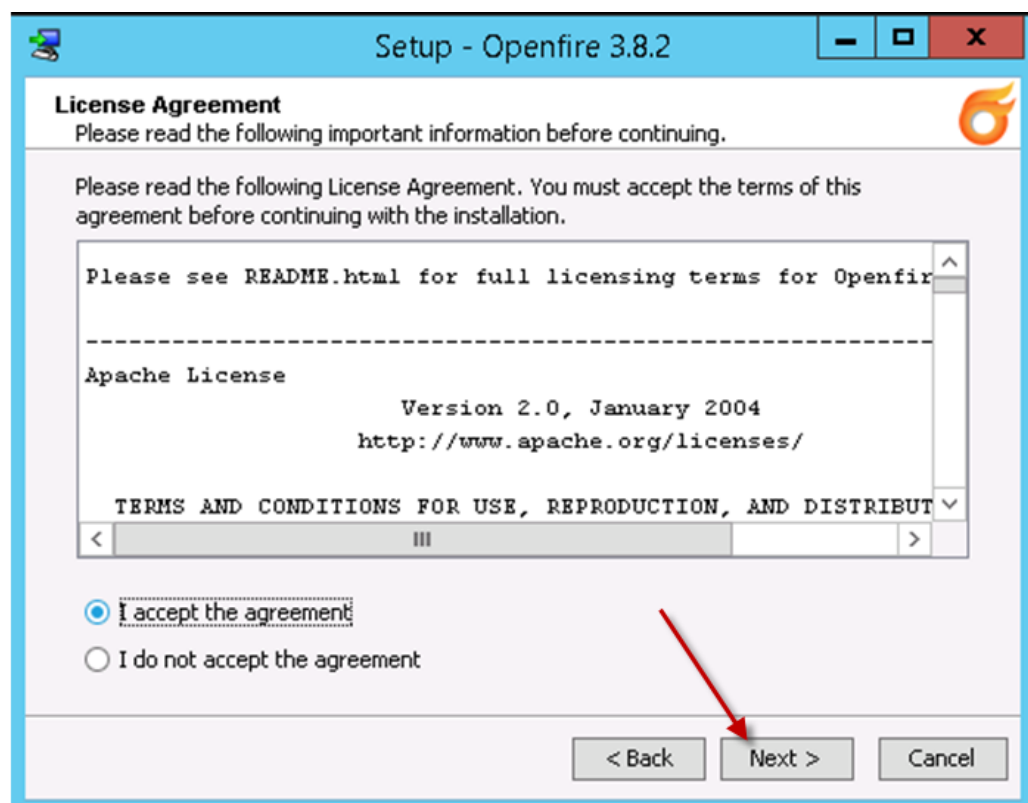 Setup - Openfire 3.8.2
License Agreement
Please read the following important information before continuing.
Please read the following License Agreement. You must accept the terms of this
agreement before continuing with the installation.
Please see README.html for full licensing terms for Openfir
------------------------------------------------------------
Apache License
Version 2.0, January 2004
http://www.apache.org/licenses/
TERMS AND CONDITIONS FOR USE, REPRODUCTION, AND DISTRIBUT
I accept the agreement
I do not accept the agreement
< Back Next > Cancel